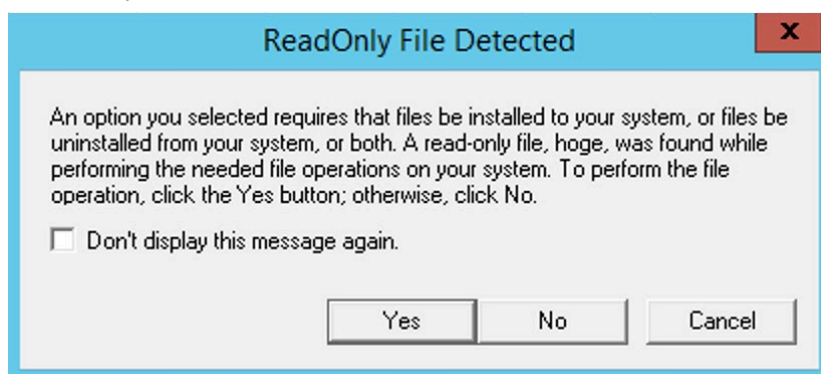 ReadOnly File Detected
x
An option you selected requires that files be installed to your system, or files be
uninstalled from your system, or both. A read-only file, hoge, was found while
performing the needed file operations on your system. To perform the file
operation, click the Yes button; otherwise, click No.
Don't display this message again.
Yes No Cancel